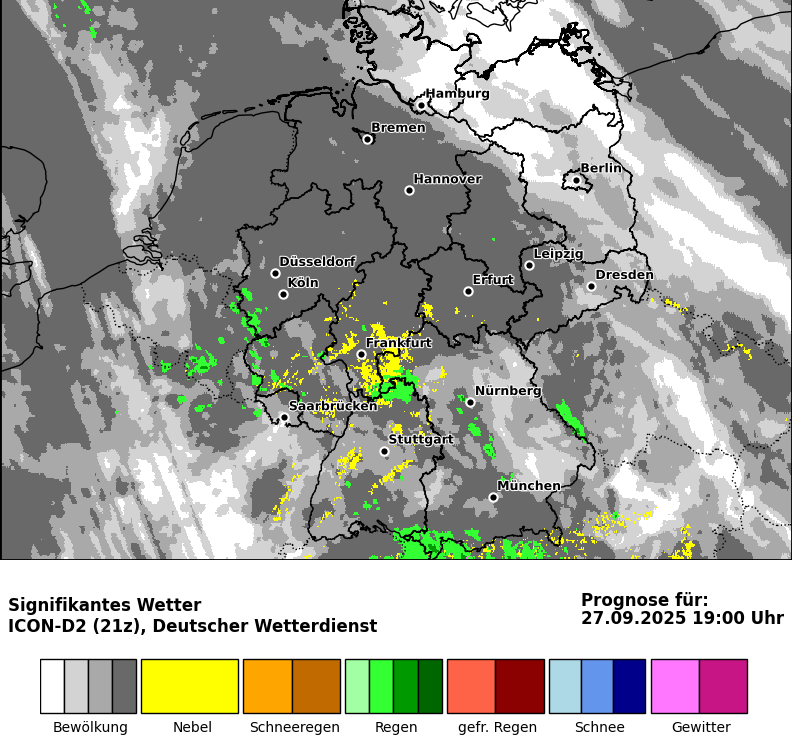 Hamburg
Bremen
Berlin
Hannover
Leipzig
Düsseldorf
Dresden
Köln
Erfurt
Frankfurt
Nürnberg
Saarbrücken
Stuttgart
München
Signifikantes Wetter
ICON-D2 (21z), Deutscher Wetterdienst
Prognose für:
27.09.2025 19:00 Uhr
Bewölkung Nebel Schneeregen Regen gefr. Regen Schnee Gewitter